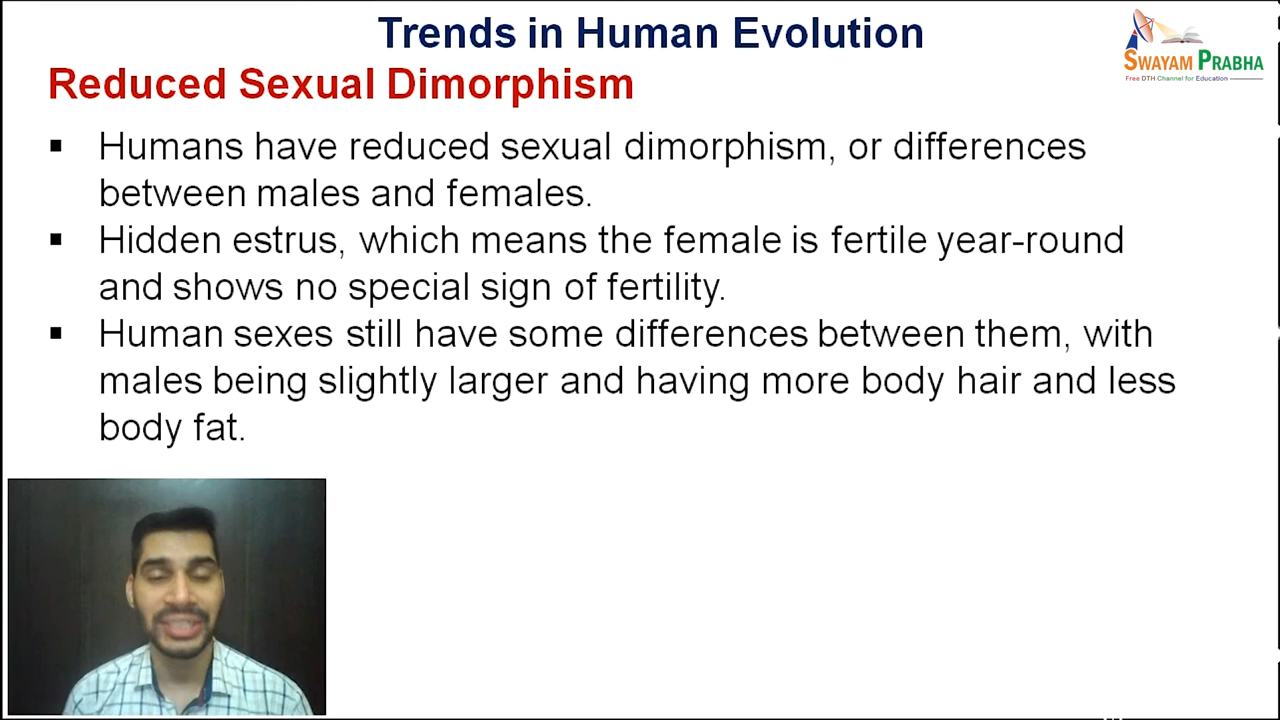 Trends in Human Evolution
SWAYAM PRABHA
Free DTH Channel for Education
Reduced Sexual Dimorphism
▪ Humans have reduced sexual dimorphism, or differences
between males and females.
▪ Hidden estrus, which means the female is fertile year-round
and shows no special sign of fertility.
▪ Human sexes still have some differences between them, with
males being slightly larger and having more body hair and less
body fat.